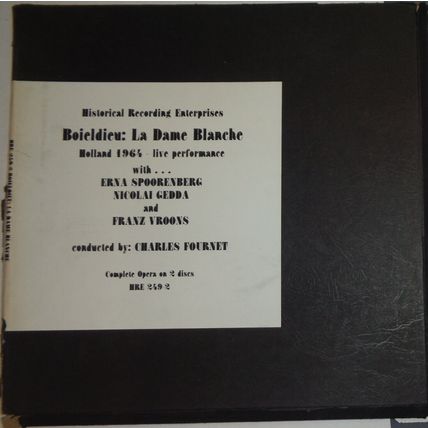 Historical Recording Enterprises
Boieldieu: La Dame Blanche
Holland 1964 - live performance
with . . .
ERNA SPOORENBERG
NICOLAI GEDDA
and
FRANZ VROONS
conducted by: CHARLES FOURNET
Complete Opera on 2 discs
HRE 249-2